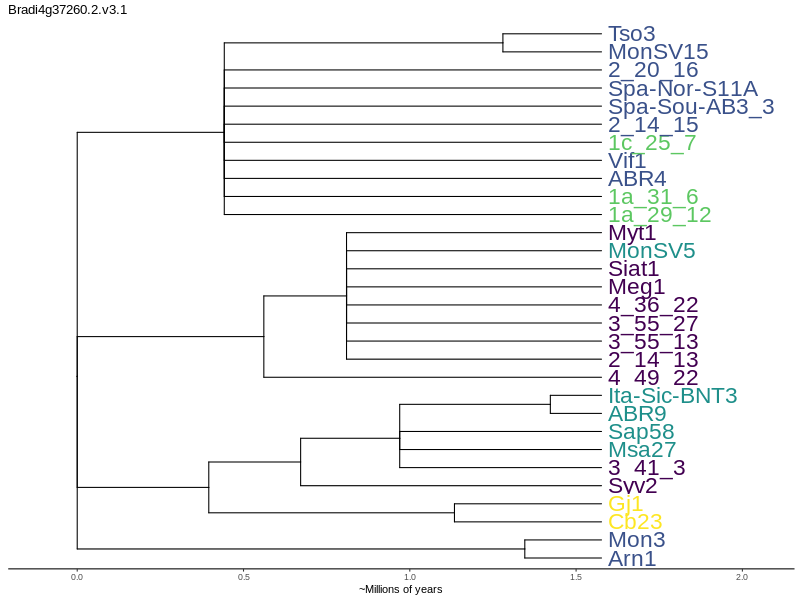 Bradi4g37260.2.v3.1
Tso3
MonSV15
2_20_16
Spa-Nor-S11A
Spa-Sou-AB3_3
2_14_15
1c_25_7
Vif1
ABR4
1a_31_6
1a_29_12
Myt1
MonSV5
Siat1
Meg1
4_36_22
3_55_27
3_55_13
2_14_13
4_49_22
Ita-Sic-BNT3
ABR9
Sap58
Msa27
3_41_3
Syv2
Gj1
Cb23
Mon3
Arn1
0.0 0.5 1.0 1.5 2.0
~Millions of years